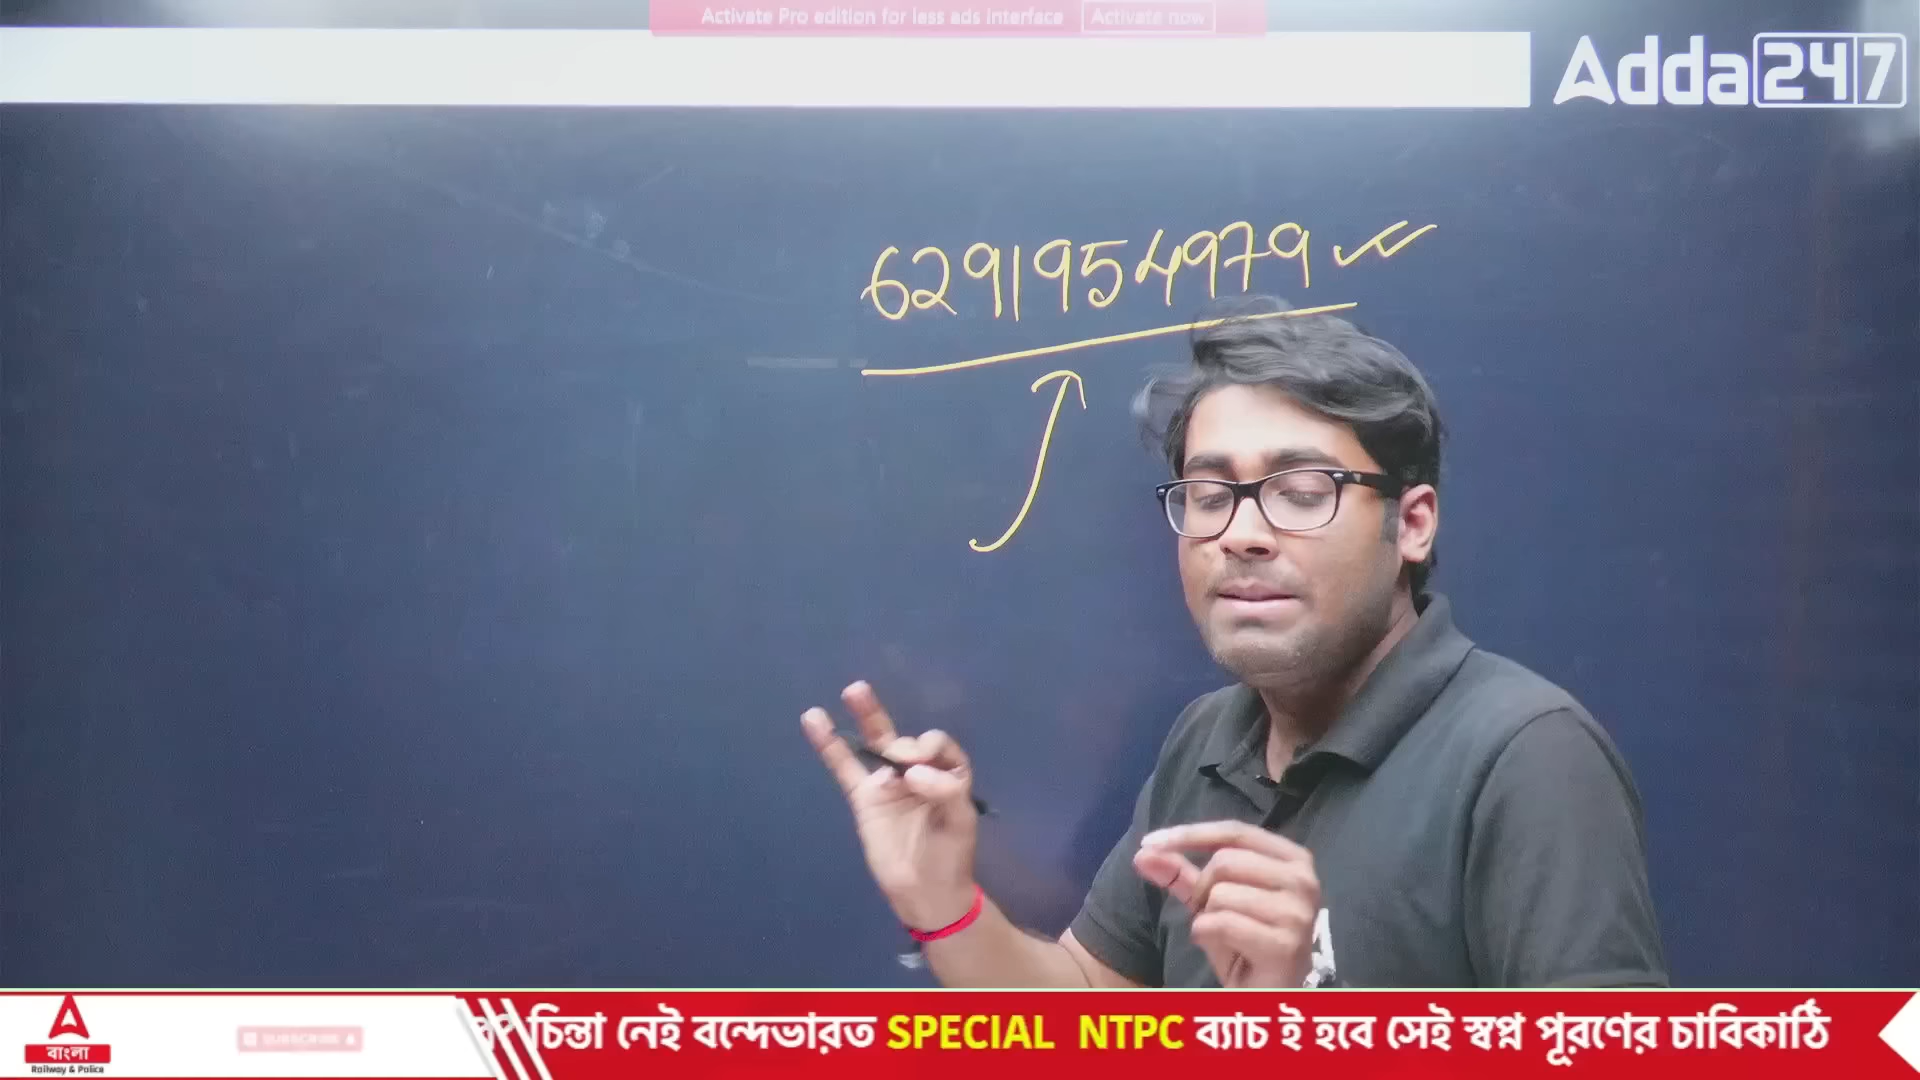 Activate Pro edition for less ads interface Activate now
Adda247
6291954979
বাংলা
Railway & Police
SUBSCRIBE
চিন্তা নেই বন্দেভারত SPECIAL NTPC ব্যাচ ই হবে সেই স্বপ্ন পূরণের চাবিকাঠি